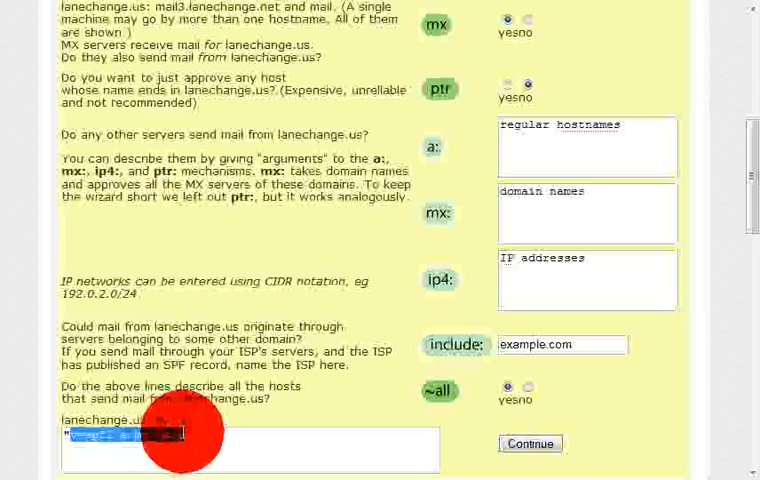 lanechange.us: mail3.lanechange.net and mail. (A single
machine may go by more than one hostname. All of them
are shown.)
MX servers receive mail for lanechange.us.
Do they also send mail from lanechange.us?
mx
yesno
Do you want to just approve any host
whose name ends in lanechange.us? (Expensive, unreliable
and not recommended)
ptr
yesno
Do any other servers send mail from lanechange.us?
You can describe them by giving "arguments" to the a:,
mx:, ip4:, and ptr: mechanisms. mx: takes domain names
and approves all the MX servers of these domains. To keep
the wizard short we left out ptr:, but it works analogously.
a:
regular hostnames
mx:
domain names
IP networks can be entered using CIDR notation, eg
192.0.2.0/24
ip4:
IP addresses
Could mail from lanechange.us originate through
servers belonging to some other domain?
If you send mail through your ISP's servers, and the ISP
has published an SPF record, name the ISP here.
include:
example.com
Do the above lines describe all the hosts
that send mail from lanechange.us?
~all
yesno
lanechange.us.
Continue